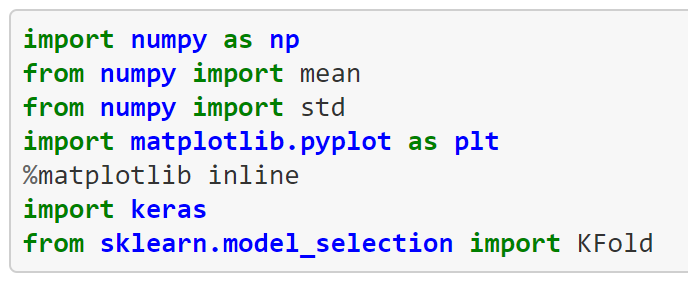 import numpy as np
from numpy import mean
from numpy import std
import matplotlib.pyplot as plt
%matplotlib inline
import keras
from sklearn.model_selection import KFold